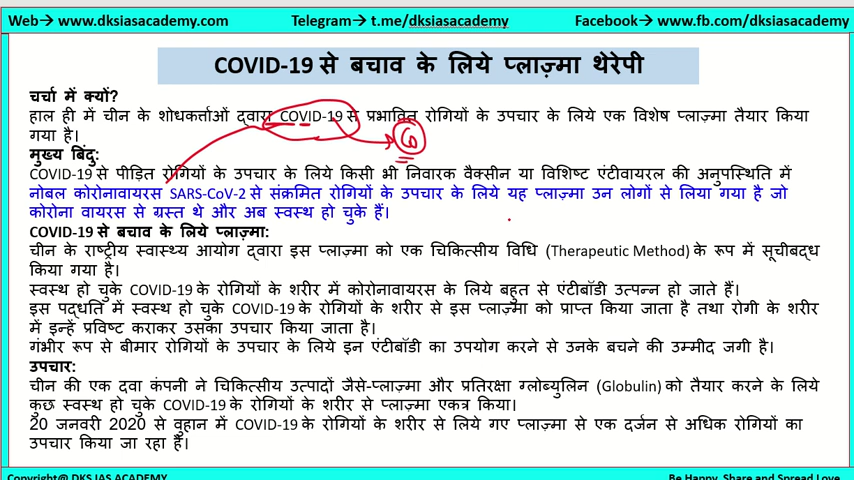 Web→ www.dksiasacademy.com Telegram→ t.me/dksiasacademy Facebook→ www.fb.com/dksiasacademy
COVID-19 से बचाव के लिये प्लाज़्मा थेरेपी
चर्चा में क्यों?
हाल ही में चीन के शोधकर्त्ताओं द्वारा COVID-19 से प्रभावित रोगियों के उपचार के लिये एक विशेष प्लाज़्मा तैयार किया
गया है।
मुख्य बिंदु:
COVID-19 से पीड़ित रोगियों के उपचार के लिये किसी भी निवारक वैक्सीन या विशिष्ट एंटीवायरल की अनुपस्थिति में
नोबल कोरोनावायरस SARS-CoV-2 से संक्रमित रोगियों के उपचार के लिये यह प्लाज़्मा उन लोगों से लिया गया है जो
कोरोना वायरस से ग्रस्त थे और अब स्वस्थ हो चुके हैं।
COVID-19 से बचाव के लिये प्लाज़्मा:
चीन के राष्ट्रीय स्वास्थ्य आयोग द्वारा इस प्लाज़्मा को एक चिकित्सीय विधि (Therapeutic Method) के रूप में सूचीबद्ध
किया गया है।
स्वस्थ हो चुके COVID-19 के रोगियों के शरीर में कोरोनावायरस के लिये बहुत से एंटीबॉडी उत्पन्न हो जाते हैं।
इस पद्धति में स्वस्थ हो चुके COVID-19 के रोगियों के शरीर से इस प्लाज़्मा को प्राप्त किया जाता है तथा रोगी के शरीर
में इन्हें प्रविष्ट कराकर उसका उपचार किया जाता है।
गंभीर रूप से बीमार रोगियों के उपचार के लिये इन एंटीबॉडी का उपयोग करने से उनके बचने की उम्मीद जगी है।
उपचार:
चीन की एक दवा कंपनी ने चिकित्सीय उत्पादों जैसे-प्लाज़्मा और प्रतिरक्षा ग्लोब्युलिन (Globulin) को तैयार करने के लिये
कुछ स्वस्थ हो चुके COVID-19 के रोगियों के शरीर से प्लाज़्मा एकत्र किया।
20 जनवरी 2020 से वुहान में COVID-19 के रोगियों के शरीर से लिये गए प्लाज़्मा से एक दर्जन से अधिक रोगियों का
उपचार किया जा रहा है।
Copyright@ DKS IAS ACADEMY Be Happy, Share and Spread Love